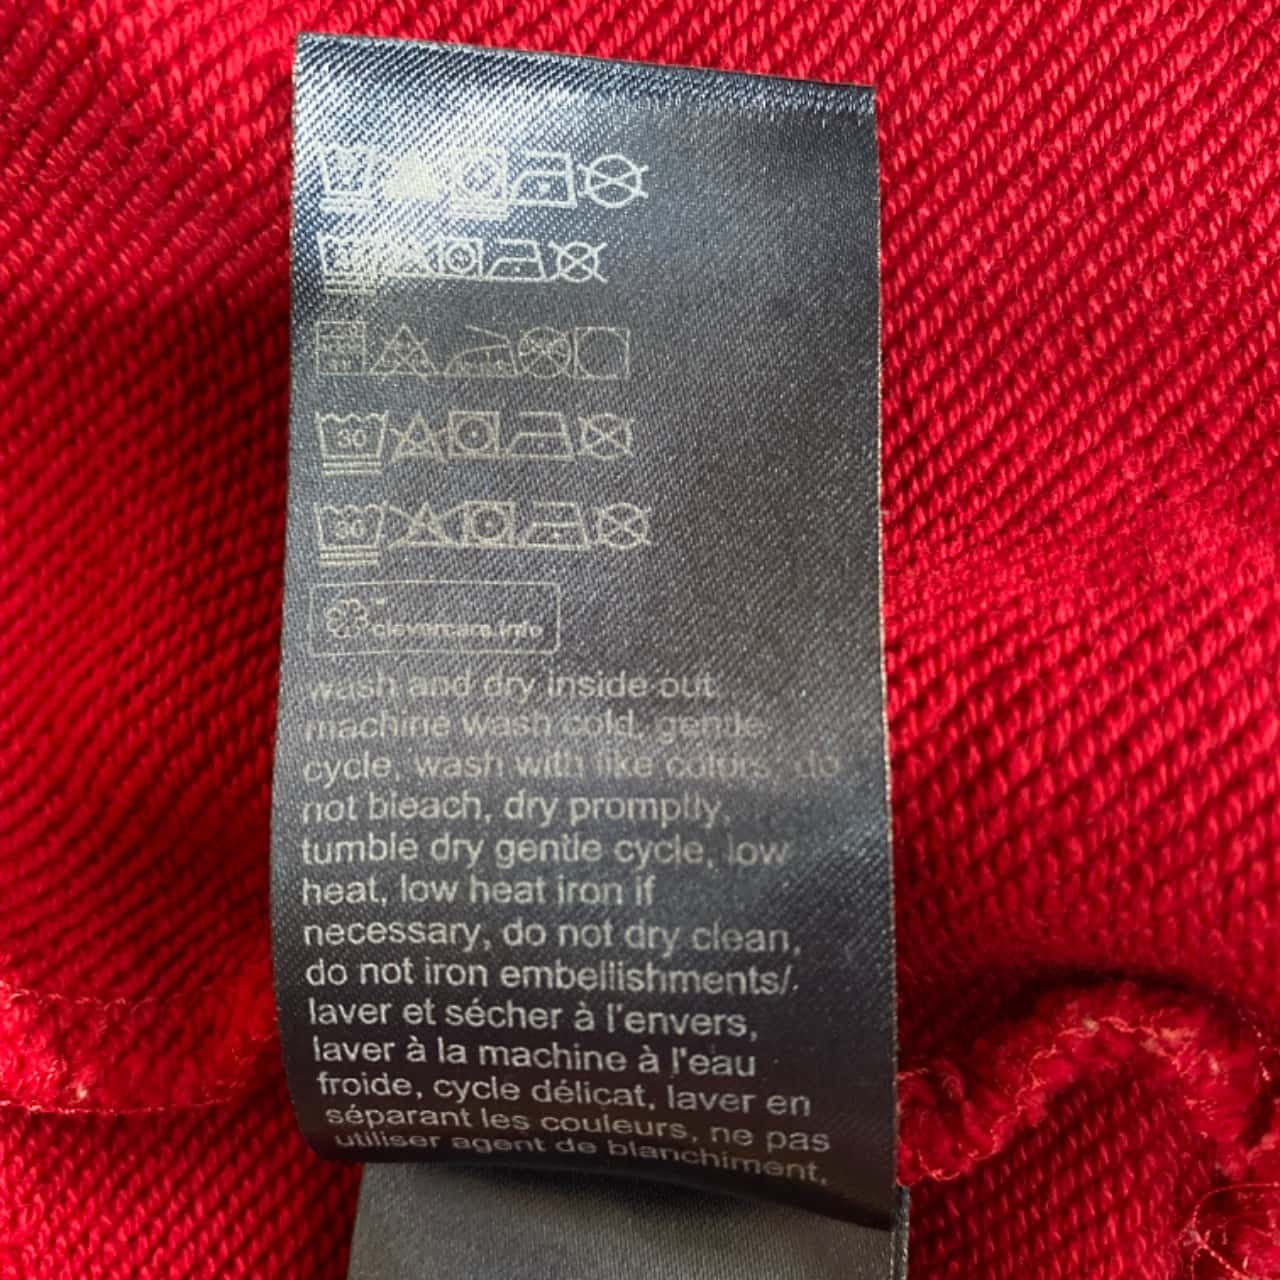 30
30
clevercare.info
wash and dry inside out,
machine wash cold, gentle
cycle, wash with like colors, do
not bleach, dry promptly,
tumble dry gentle cycle, low
heat, low heat iron if
necessary, do not dry clean,
do not iron embellishments/.
laver et sécher à l'envers,
laver à la machine à l'eau
froide, cycle délicat, laver en
séparant les couleurs, ne pas
utiliser agent de blanchiment,